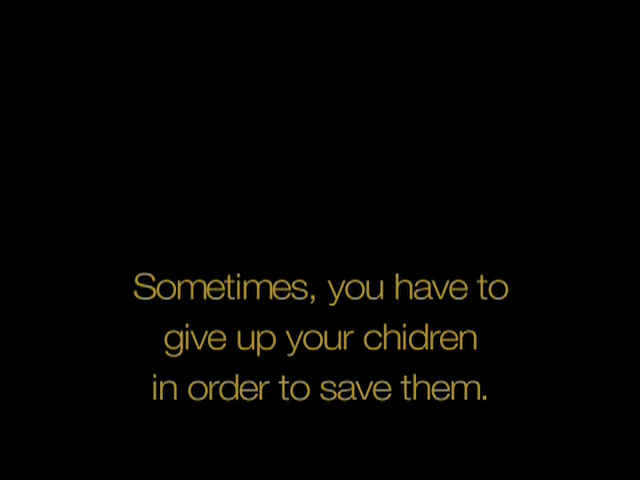 Sometimes, you have to
give up your chidren
in order to save them.